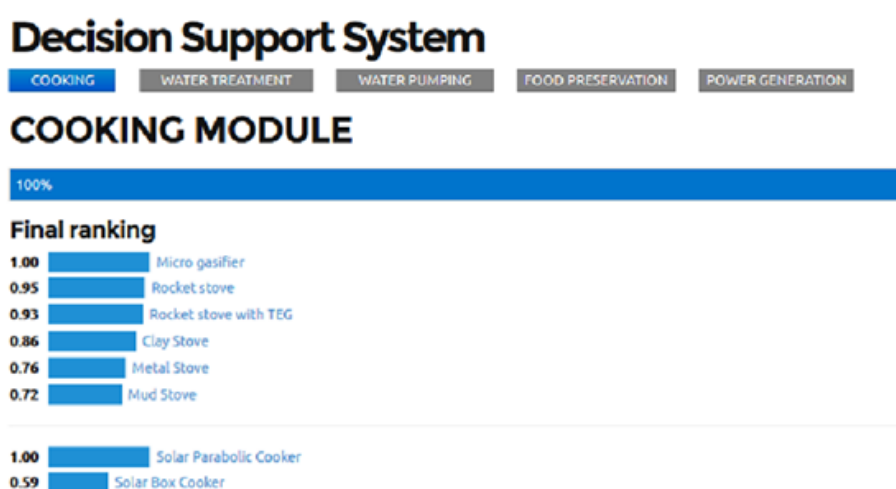 Decision Support System
COOKING WATER TREATMENT WATER PUMPING FOOD PRESERVATION POWER GENERATION
COOKING MODULE
100%
Final ranking
1.00 Micro gasifier
0.95 Rocket stove
0.93 Rocket stove with TEG
0.86 Clay Stove
0.76 Metal Stove
0.72 Mud Stove
1.00 Solar Parabolic Cooker
0.59 Solar Box Cooker